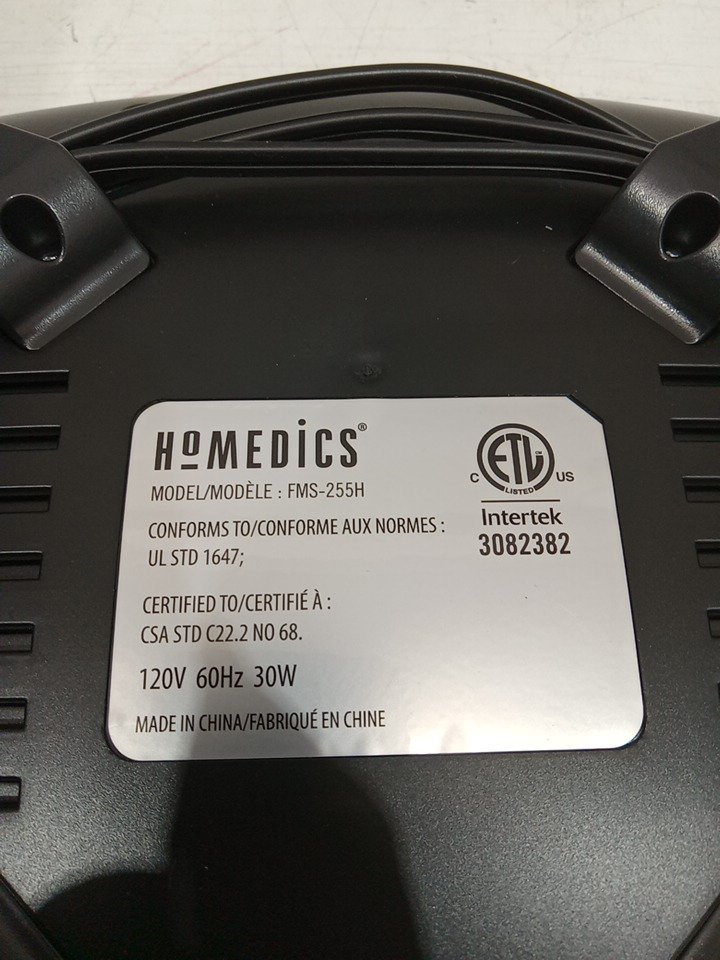 HoMEDiCS®
MODEL/MODÈLE : FMS-255H
CONFORMS TO/CONFORME AUX NORMES :
UL STD 1647;
CERTIFIED TO/CERTIFIÉ À :
CSA STD C22.2 NO 68.
120V 60Hz 30W
MADE IN CHINA/FABRIQUÉ EN CHINE
ETL CM
LISTED
C US
Intertek
3082382